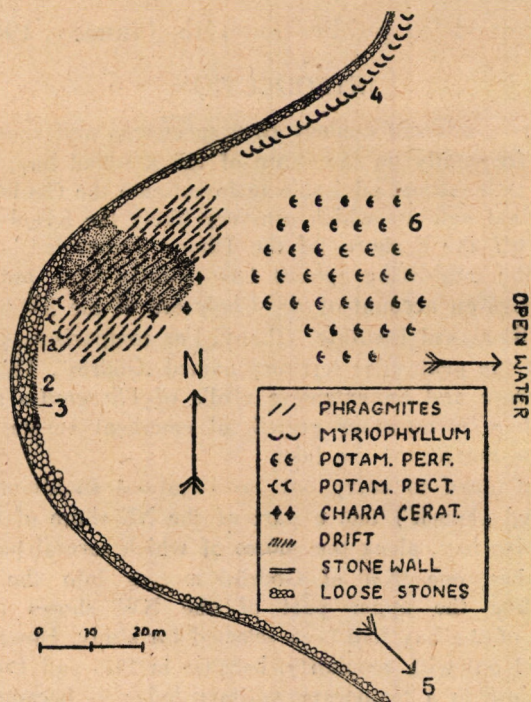 4
6
1a
2
3
N
OPEN WATER
PHRAGMITES
MYRIOPHYLLUM
POTAM. PERF.
POTAM. PECT.
CHARA CERAT.
DRIFT
STONE WALL
LOOSE STONES
0 10 20 m
5